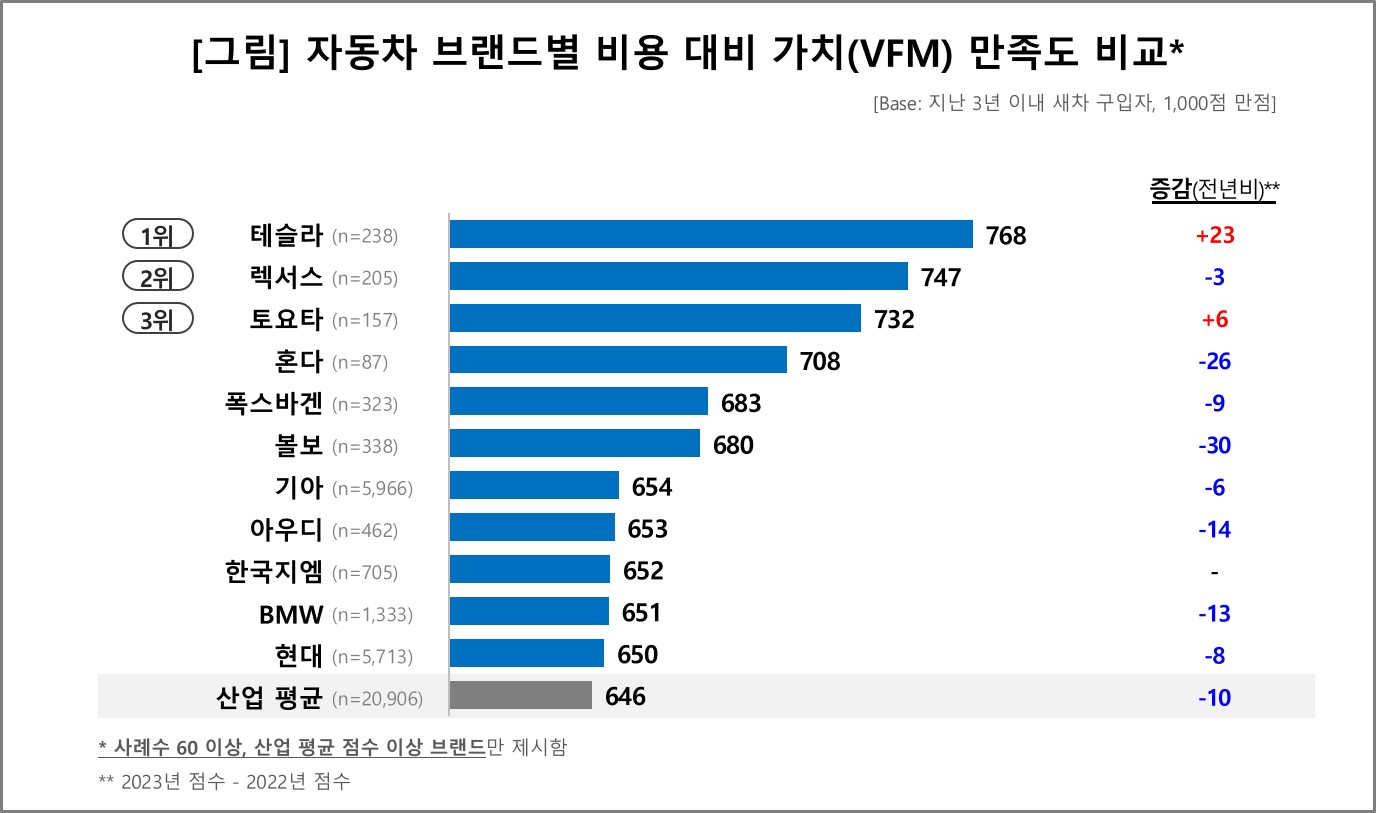 [그림] 자동차 브랜드별 비용 대비 가치(VFM) 만족도 비교*
[Base: 지난 3년 이내 새차 구입자, 1,000점 만점]
증감(전년비)**
1위 테슬라 (n=238) 768 +23
2위 렉서스 (n=205) 747 -3
3위 토요타 (n=157) 732 +6
혼다 (n=87) 708 -26
폭스바겐 (n=323) 683 -9
볼보 (n=338) 680 -30
기아 (n=5,966) 654 -6
아우디 (n=462) 653 -14
한국지엠 (n=705) 652 -
BMW (n=1,333) 651 -13
현대 (n=5,713) 650 -8
산업 평균 (n=20,906) 646 -10
* 사례수 60 이상, 산업 평균 점수 이상 브랜드만 제시함
** 2023년 점수 - 2022년 점수